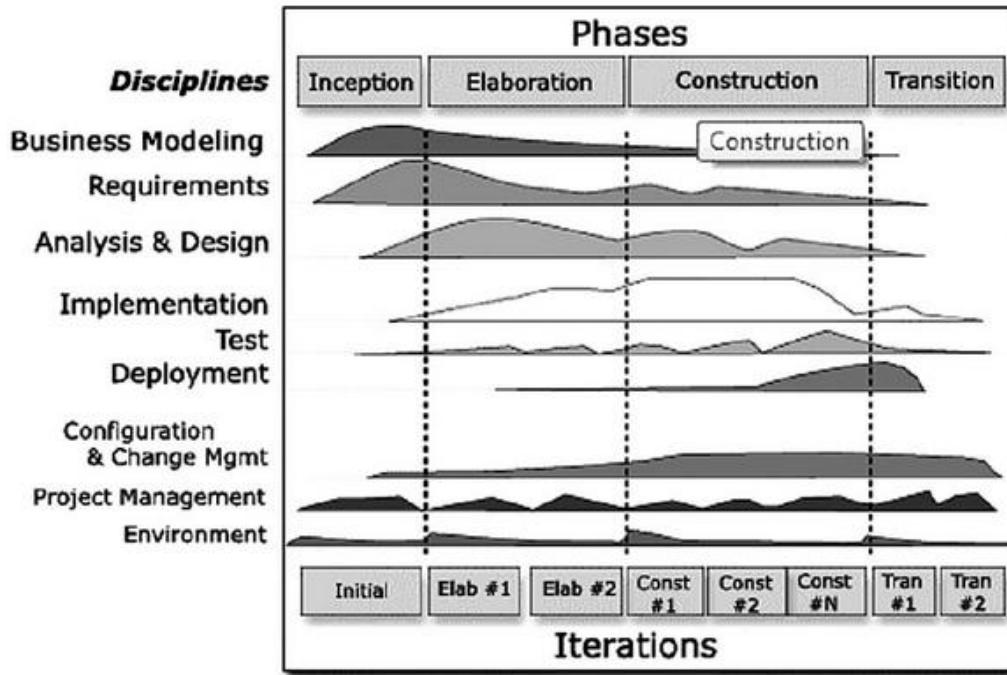 Phases
Disciplines
Inception
Elaboration
Construction
Transition
Business Modeling
Construction
Requirements
Analysis & Design
Implementation
Test
Deployment
Configuration
& Change Mgmt
Project Management
Environment
Initial
Elab #1
Elab #2
Const
#1
Const
#2
Const
#N
Tran
#1
Tran
#2
Iterations